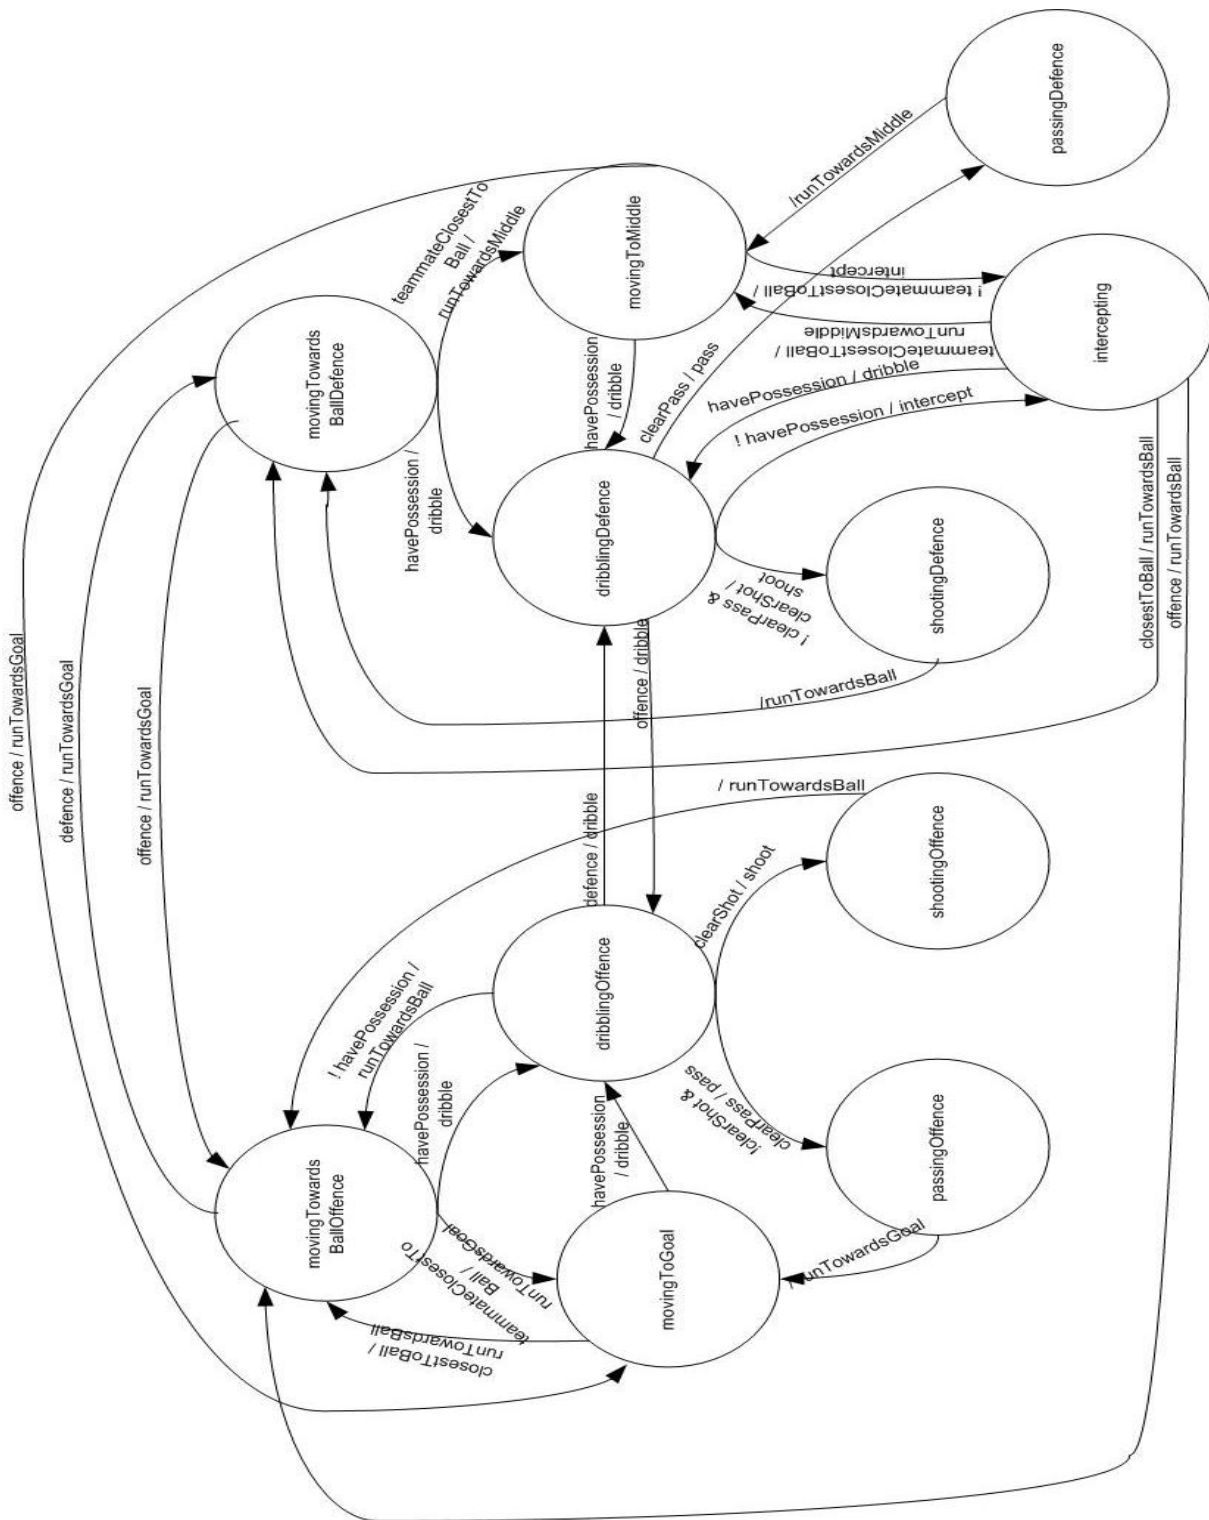 offence / runTowardsGoal
defence / runTowardsGoal
offence / runTowardsGoal
movingTowards
BallOffence
movingTowards
BallDefence
! havePossession /
runTowardsBall
havePossession /
dribble
teammateClosestTo
Ball /
runTowardsGoal
closestToBall /
runTowardsBall
havePossession /
dribble
teammateClosestTo
Ball /
runTowardsMiddle
movingToGoal
havePossession
/ dribble
dribblingOffence
defence / dribble
offence / dribble
dribblingDefence
havePossession
/ dribble
movingToMiddle
/runTowardsMiddle
clearPass / pass
!clearShot &
clearPass / pass
clearShot / shoot
/ runTowardsBall
/runTowardsBall
! clearPass &
clearShot /
shoot
! havePossession / intercept
havePossession / dribble
teammateClosestToBall /
runTowardsMiddle
! teammateClosestToBall /
intercept
/ runTowardsGoal
passingOffence
shootingOffence
shootingDefence
intercepting
passingDefence
closestToBall / runTowardsBall
offence / runTowardsBall